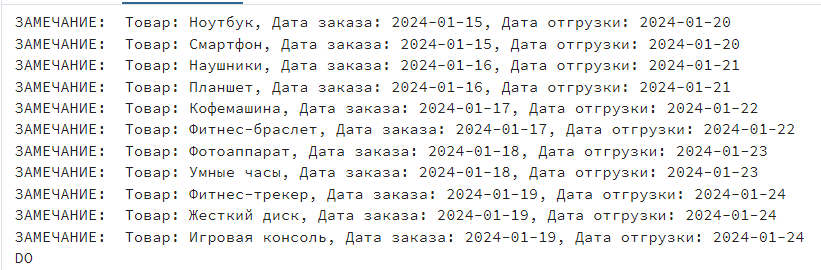 ЗАМЕЧАНИЕ:  Товар: Ноутбук, Дата заказа: 2024-01-15, Дата отгрузки: 2024-01-20
ЗАМЕЧАНИЕ:  Товар: Смартфон, Дата заказа: 2024-01-15, Дата отгрузки: 2024-01-20
ЗАМЕЧАНИЕ:  Товар: Наушники, Дата заказа: 2024-01-16, Дата отгрузки: 2024-01-21
ЗАМЕЧАНИЕ:  Товар: Планшет, Дата заказа: 2024-01-16, Дата отгрузки: 2024-01-21
ЗАМЕЧАНИЕ:  Товар: Кофемашина, Дата заказа: 2024-01-17, Дата отгрузки: 2024-01-22
ЗАМЕЧАНИЕ:  Товар: Фитнес-браслет, Дата заказа: 2024-01-17, Дата отгрузки: 2024-01-22
ЗАМЕЧАНИЕ:  Товар: Фотоаппарат, Дата заказа: 2024-01-18, Дата отгрузки: 2024-01-23
ЗАМЕЧАНИЕ:  Товар: Умные часы, Дата заказа: 2024-01-18, Дата отгрузки: 2024-01-23
ЗАМЕЧАНИЕ:  Товар: Фитнес-трекер, Дата заказа: 2024-01-19, Дата отгрузки: 2024-01-24
ЗАМЕЧАНИЕ:  Товар: Жесткий диск, Дата заказа: 2024-01-19, Дата отгрузки: 2024-01-24
ЗАМЕЧАНИЕ:  Товар: Игровая консоль, Дата заказа: 2024-01-19, Дата отгрузки: 2024-01-24
DO